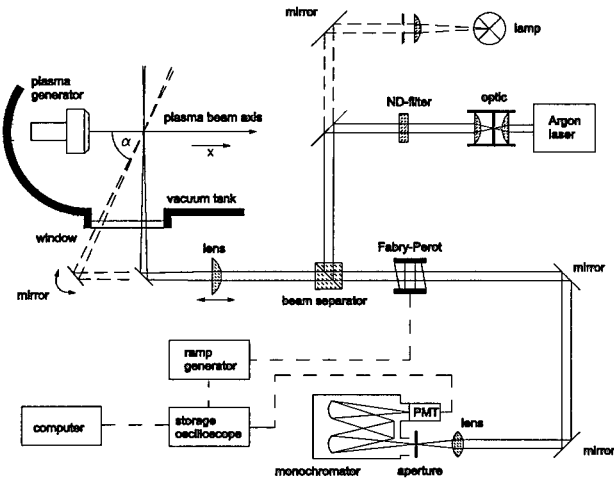 mirror
lamp
plasma
generator
ND-filter
optic
Argon
laser
plasma beam axis
α
x
vacuum tank
window
lens
Fabry-Perot
mirror
beam separator
mirror
ramp
generator
computer
storage
oscilloscope
PMT
lens
monochromator
aperture
mirror